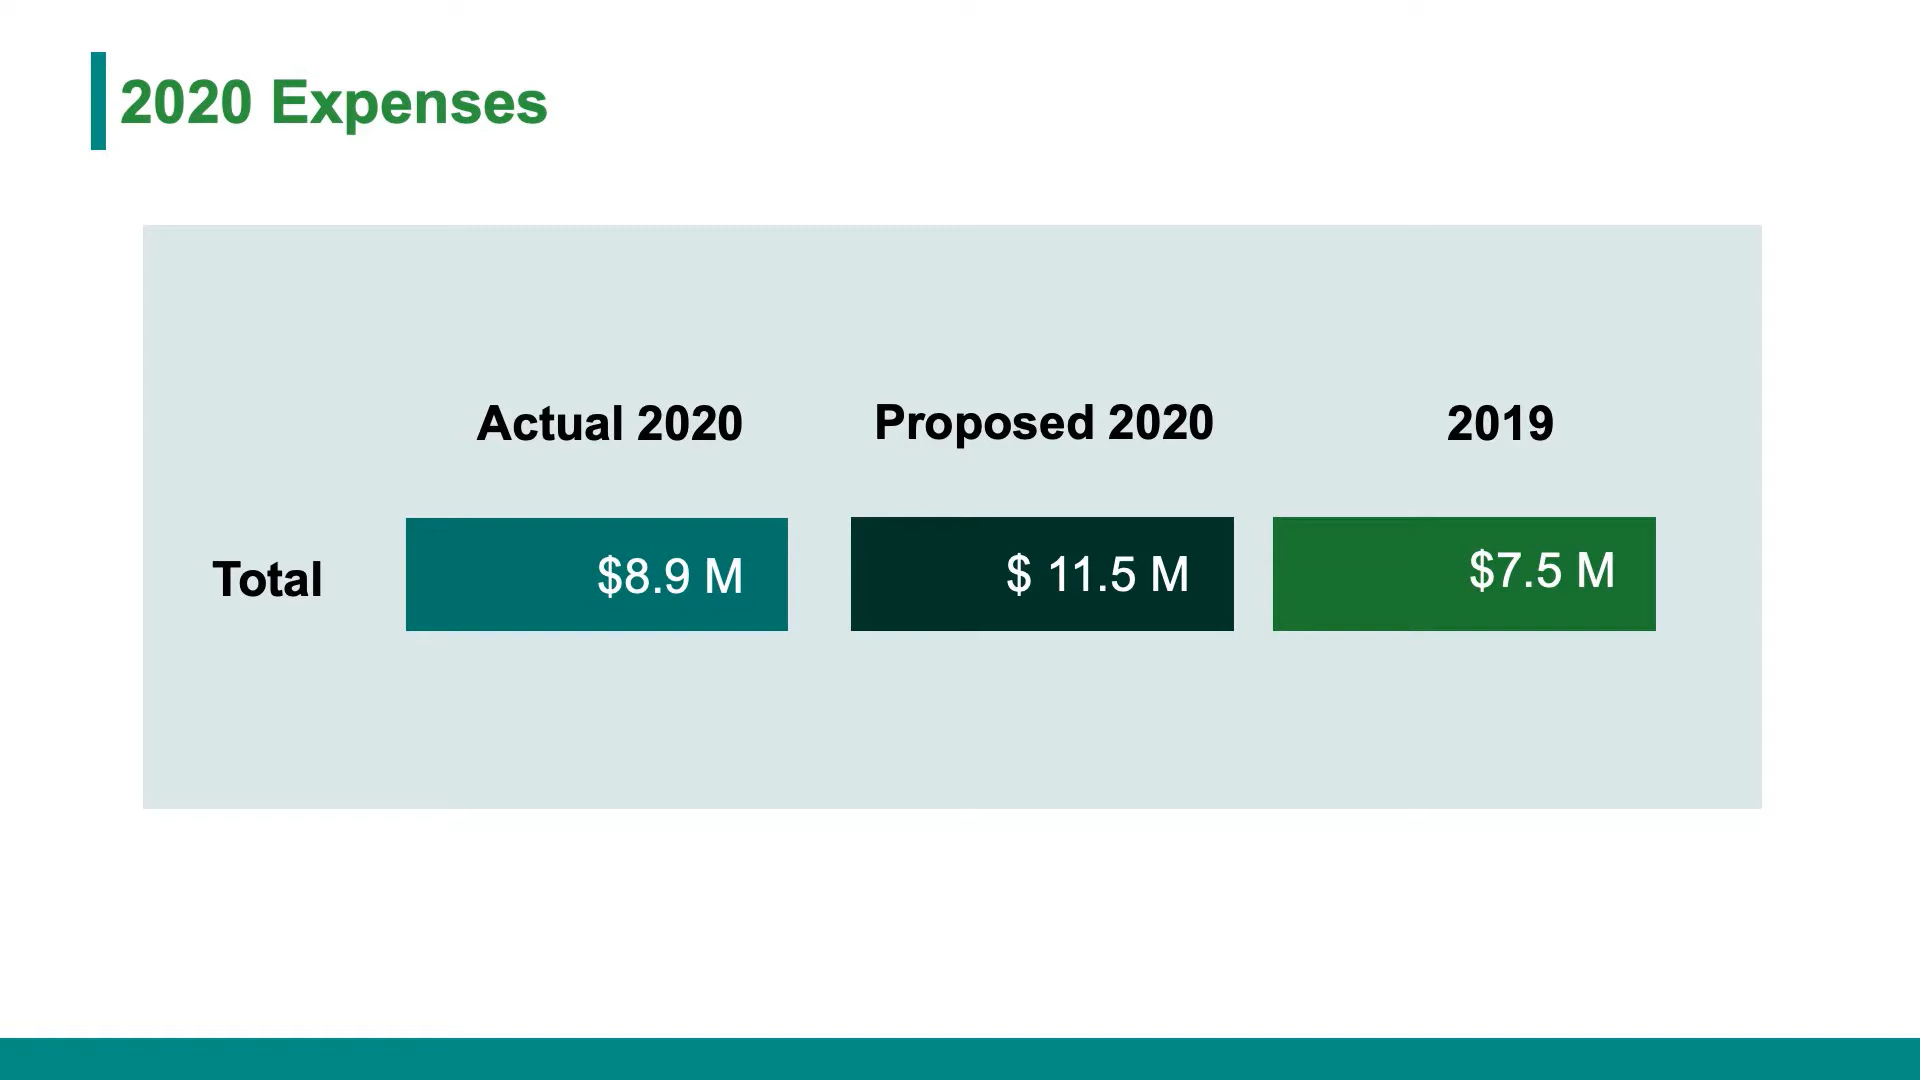 2020 Expenses
Actual 2020 Proposed 2020 2019
Total $8.9 M $ 11.5 M $7.5 M